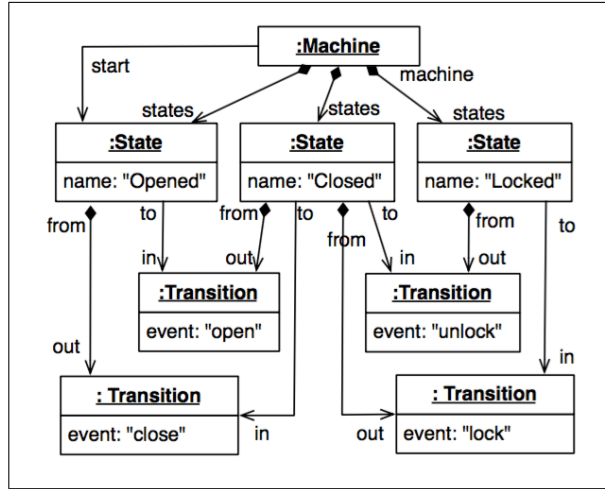 :Machine
start
machine
states
states
states
:State
name: "Opened"
:State
name: "Closed"
:State
name: "Locked"
from
to
from
to
from
to
from
to
in
out
in
out
:Transition
event: "open"
:Transition
event: "unlock"
out
in
: Transition
event: "close"
in
out
: Transition
event: "lock"